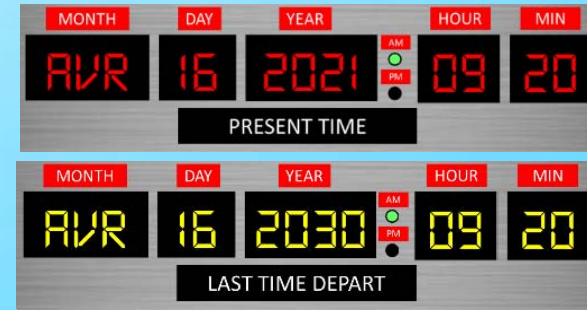 MONTH DAY YEAR HOUR MIN
AVR 16 2021 AM PM 09 20
PRESENT TIME
MONTH DAY YEAR HOUR MIN
AVR 16 2030 AM PM 09 20
LAST TIME DEPART